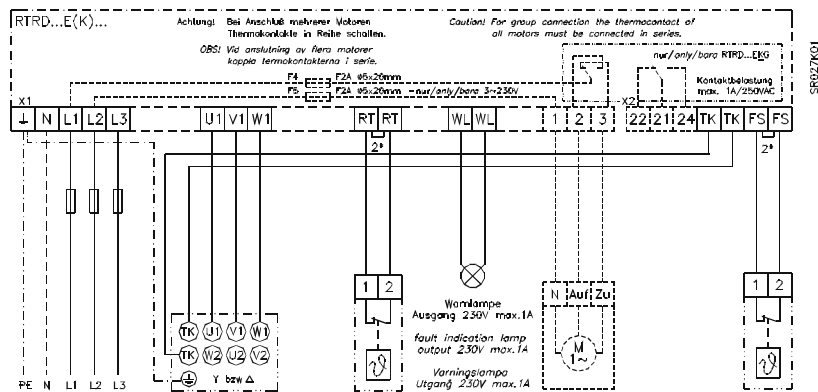 RTRD...E(K)...
Achtung! Bei Anschluß mehrerer Motoren
Thermokontakte in Reihe schalten.
OBS! Vid anslutning av flera motorer
koppla termokontakterna i serie.
Caution! For group connection the thermocontact of
all motors must be connected in series.
nur/only/bara RTRD...EKG
Kontaktbelastung
max. 1A/250VAC
SR027K01
F4 F2A Ø5x20mm
F5 F2A Ø5x20mm -nur/only/bara 3~230V
X1
X2
⏚ N L1 L2 L3 U1 V1 W1 RT RT WL WL 1 2 3 22 21 24 TK TK FS FS
2* 2*
1 2
N Auf Zu
1 2
Warnlampe
Ausgang 230V max.1A
fault indication lamp
output 230V max.1A
Varningslampa
Utgång 230V max.1A
TK U1 V1 W1
TK W2 U2 V2
Y bzw △
M
1~
ϑ
ϑ
PE N L1 L2 L3